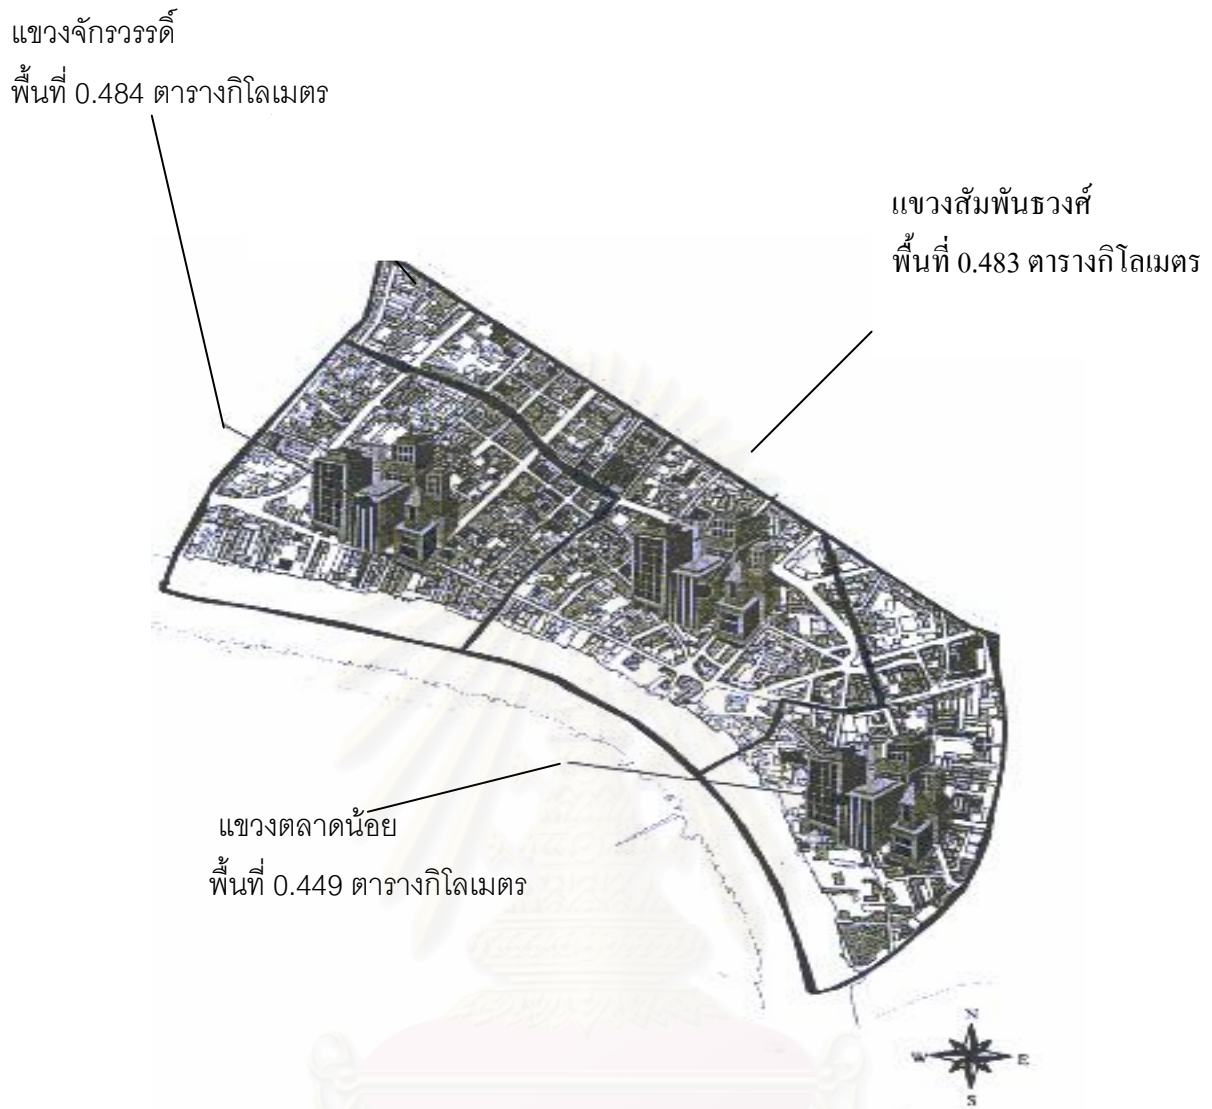 แขวงจักรวรรดิ์
พื้นที่ 0.484 ตารางกิโลเมตร
แขวงสัมพันธวงศ์
พื้นที่ 0.483 ตารางกิโลเมตร
แขวงตลาดน้อย
พื้นที่ 0.449 ตารางกิโลเมตร
N
W E
S